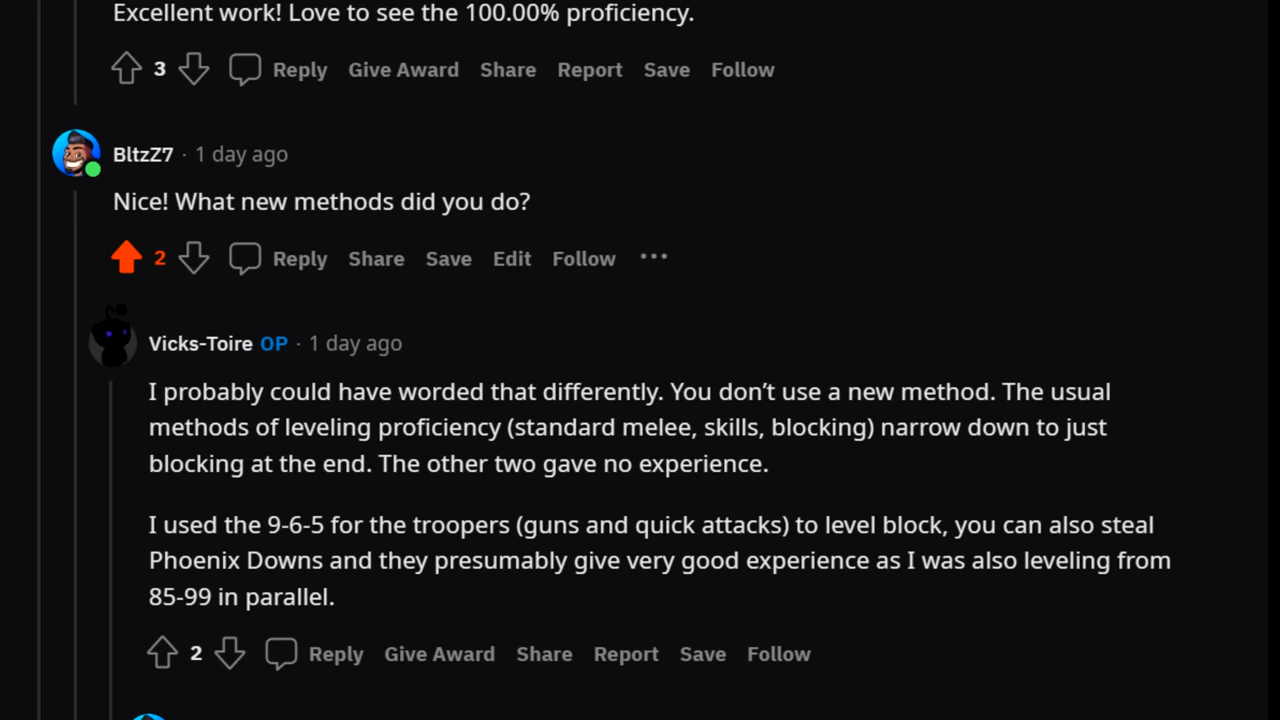 Excellent work! Love to see the 100.00% proficiency.
3 Reply Give Award Share Report Save Follow
BltzZ7 · 1 day ago
Nice! What new methods did you do?
2 Reply Share Save Edit Follow ···
Vicks-Toire OP · 1 day ago
I probably could have worded that differently. You don’t use a new method. The usual
methods of leveling proficiency (standard melee, skills, blocking) narrow down to just
blocking at the end. The other two gave no experience.
I used the 9-6-5 for the troopers (guns and quick attacks) to level block, you can also steal
Phoenix Downs and they presumably give very good experience as I was also leveling from
85-99 in parallel.
2 Reply Give Award Share Report Save Follow